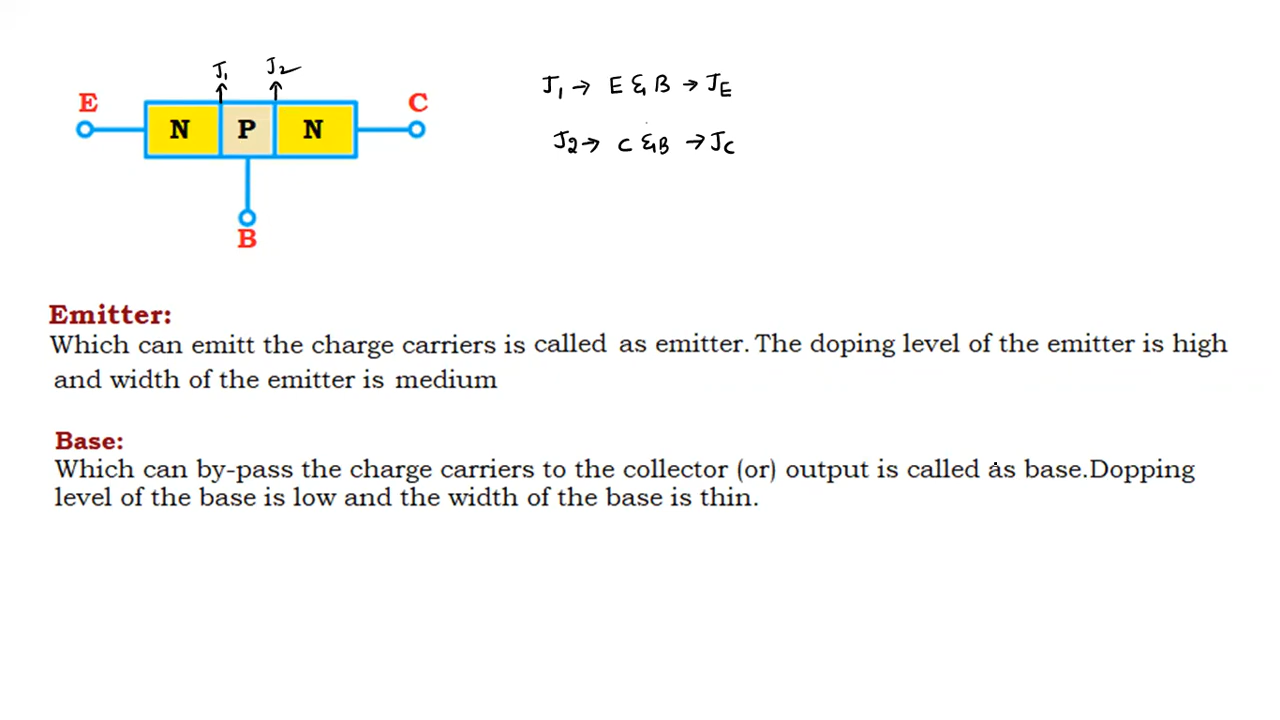 J1 J2
J1 → E & B → JE
E N P N C
J2 → C & B → JC
B
Emitter:
Which can emitt the charge carriers is called as emitter. The doping level of the emitter is high
and width of the emitter is medium
Base:
Which can by-pass the charge carriers to the collector (or) output is called as base.Dopping
level of the base is low and the width of the base is thin.